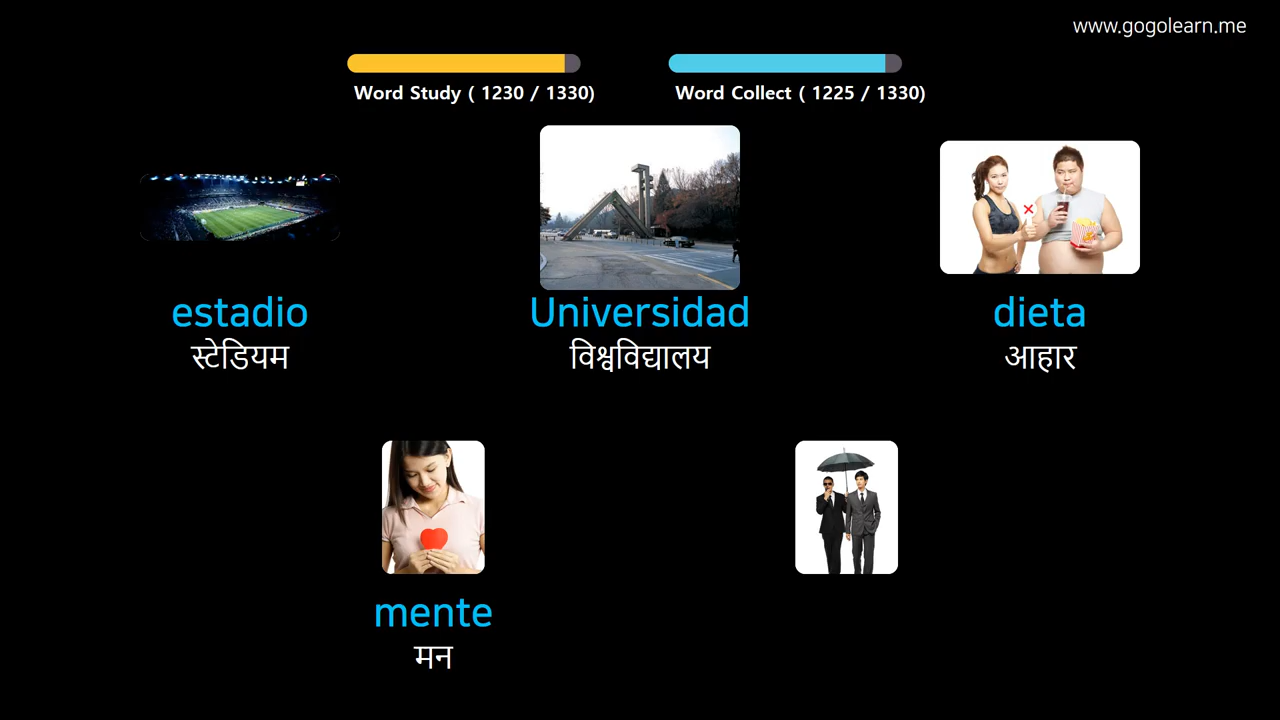 www.gogolearn.me
Word Study ( 1230 / 1330)
Word Collect ( 1225 / 1330)
estadio
स्टेडियम
Universidad
विश्वविद्यालय
dieta
आहार
mente
मन